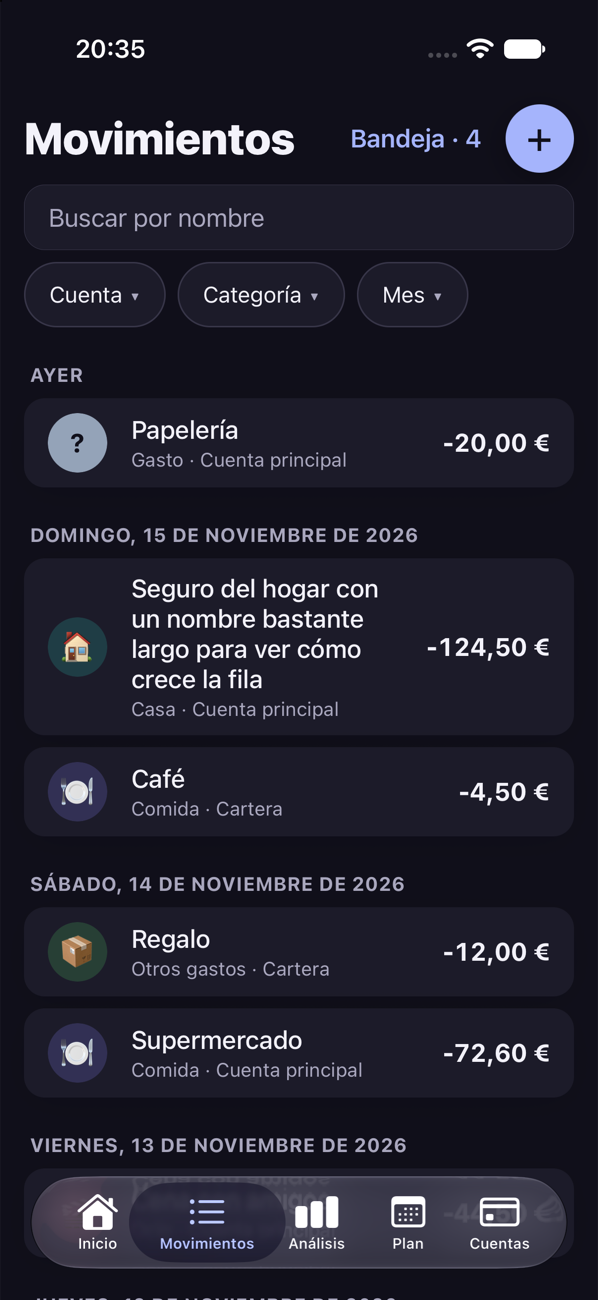 20:35
Movimientos
Bandeja · 4
+
Buscar por nombre
Cuenta ▾
Categoría ▾
Mes ▾
AYER
?
Papelería
Gasto · Cuenta principal
-20,00 €
DOMINGO, 15 DE NOVIEMBRE DE 2026
Seguro del hogar con
un nombre bastante
largo para ver cómo
crece la fila
Casa · Cuenta principal
-124,50 €
Café
Comida · Cartera
-4,50 €
SÁBADO, 14 DE NOVIEMBRE DE 2026
Regalo
Otros gastos · Cartera
-12,00 €
Supermercado
Comida · Cuenta principal
-72,60 €
VIERNES, 13 DE NOVIEMBRE DE 2026
Inicio
Movimientos
Análisis
Plan
Cuentas